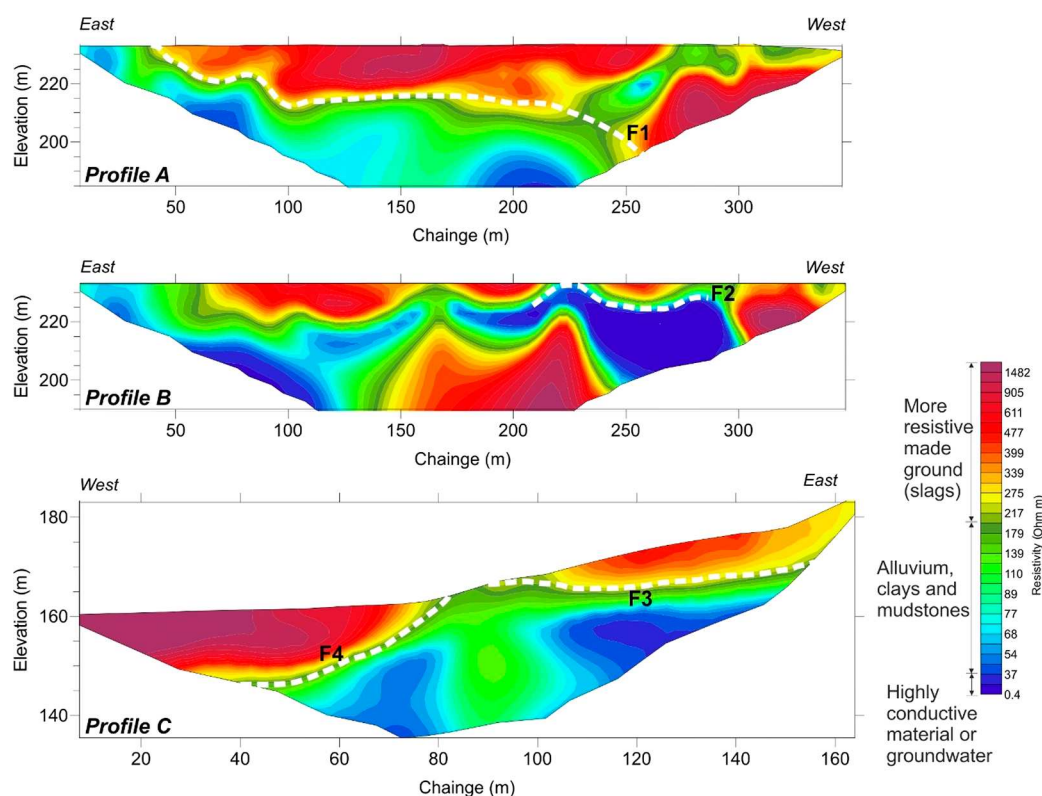 East
West
Elevation (m)
220
200
F1
Profile A
50
100
150
200
250
300
Chainge (m)
East
West
Elevation (m)
220
200
F2
Profile B
50
100
150
200
250
300
Chainge (m)
West
East
Elevation (m)
180
160
140
F3
F4
Profile C
20
40
60
80
100
120
140
160
Chainge (m)
More
resistive
made
ground
(slags)
Alluvium,
clays and
mudstones
Highly
conductive
material or
groundwater
1482
905
611
477
399
339
275
217
179
139
110
89
77
68
54
37
0.4
Resistivity (Ohm m)